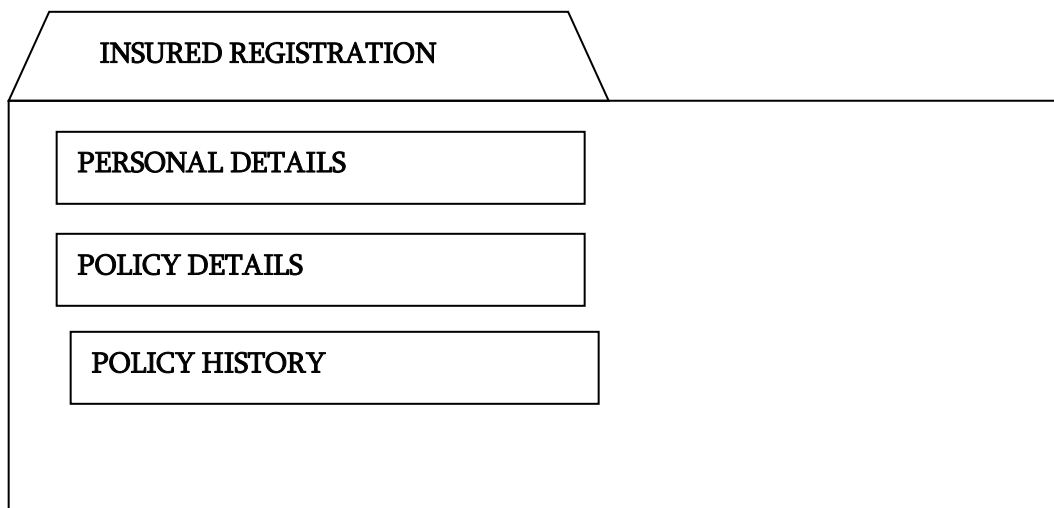 INSURED REGISTRATION
PERSONAL DETAILS
POLICY DETAILS
POLICY HISTORY